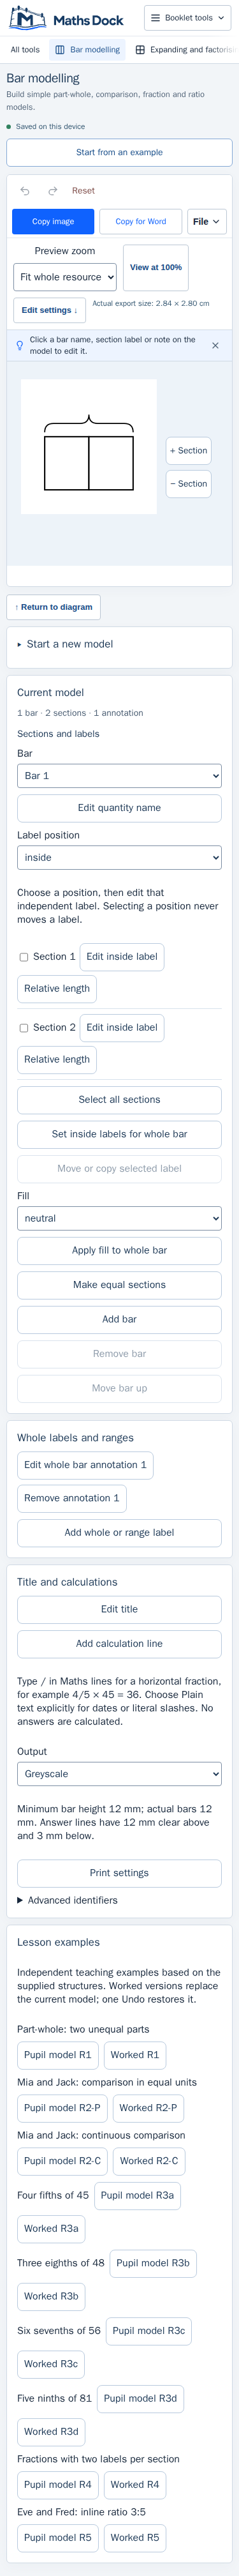 Maths Dock
Booklet tools
All tools
Bar modelling
Expanding and factorisi
Bar modelling
Build simple part-whole, comparison, fraction and ratio
models.
Saved on this device
Start from an example
Reset
Copy image
Copy for Word
File
Preview zoom
Fit whole resource
View at 100%
Edit settings ↓
Actual export size: 2.84 × 2.80 cm
Click a bar name, section label or note on the
model to edit it.
+ Section
− Section
↑ Return to diagram
Start a new model
Current model
1 bar · 2 sections · 1 annotation
Sections and labels
Bar
Bar 1
Edit quantity name
Label position
inside
Choose a position, then edit that
independent label. Selecting a position never
moves a label.
Section 1
Edit inside label
Relative length
Section 2
Edit inside label
Relative length
Select all sections
Set inside labels for whole bar
Move or copy selected label
Fill
neutral
Apply fill to whole bar
Make equal sections
Add bar
Remove bar
Move bar up
Whole labels and ranges
Edit whole bar annotation 1
Remove annotation 1
Add whole or range label
Title and calculations
Edit title
Add calculation line
Type / in Maths lines for a horizontal fraction,
for example 4/5 × 45 = 36. Choose Plain
text explicitly for dates or literal slashes. No
answers are calculated.
Output
Greyscale
Minimum bar height 12 mm; actual bars 12
mm. Answer lines have 12 mm clear above
and 3 mm below.
Print settings
Advanced identifiers
Lesson examples
Independent teaching examples based on the
supplied structures. Worked versions replace
the current model; one Undo restores it.
Part-whole: two unequal parts
Pupil model R1
Worked R1
Mia and Jack: comparison in equal units
Pupil model R2-P
Worked R2-P
Mia and Jack: continuous comparison
Pupil model R2-C
Worked R2-C
Four fifths of 45
Pupil model R3a
Worked R3a
Three eighths of 48
Pupil model R3b
Worked R3b
Six sevenths of 56
Pupil model R3c
Worked R3c
Five ninths of 81
Pupil model R3d
Worked R3d
Fractions with two labels per section
Pupil model R4
Worked R4
Eve and Fred: inline ratio 3:5
Pupil model R5
Worked R5